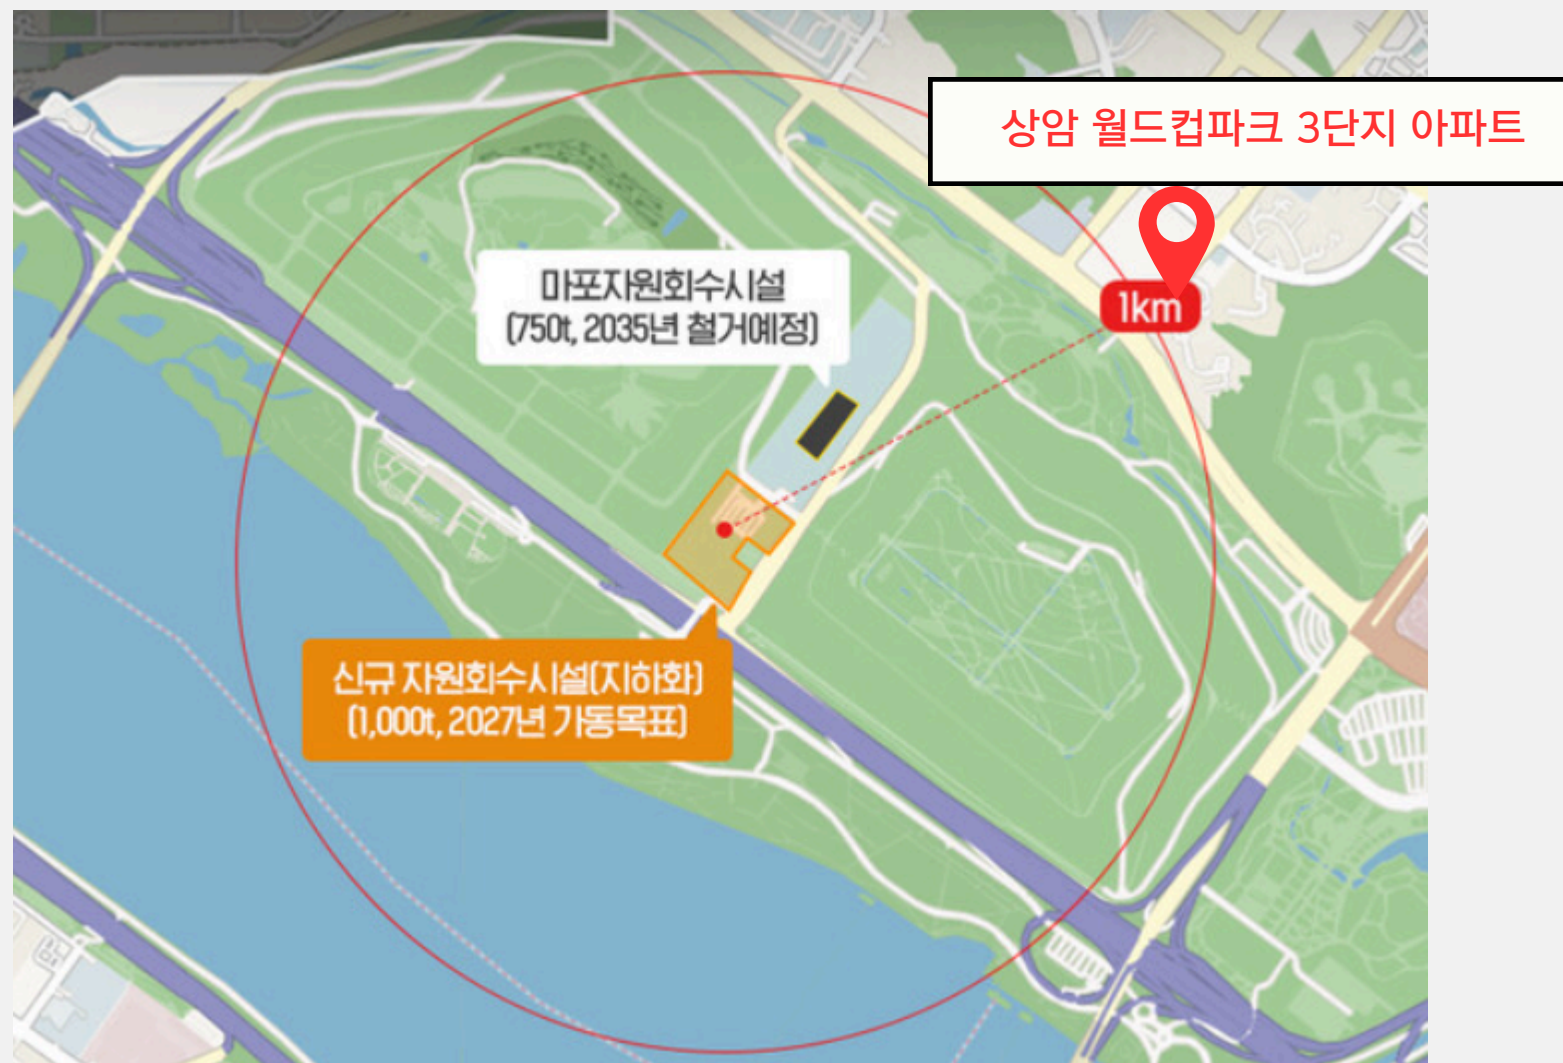 상암 월드컵파크 3단지 아파트
마포자원회수시설
(750t, 2035년 철거예정)
1km
신규 자원회수시설(지하화)
(1,000t, 2027년 가동목표)